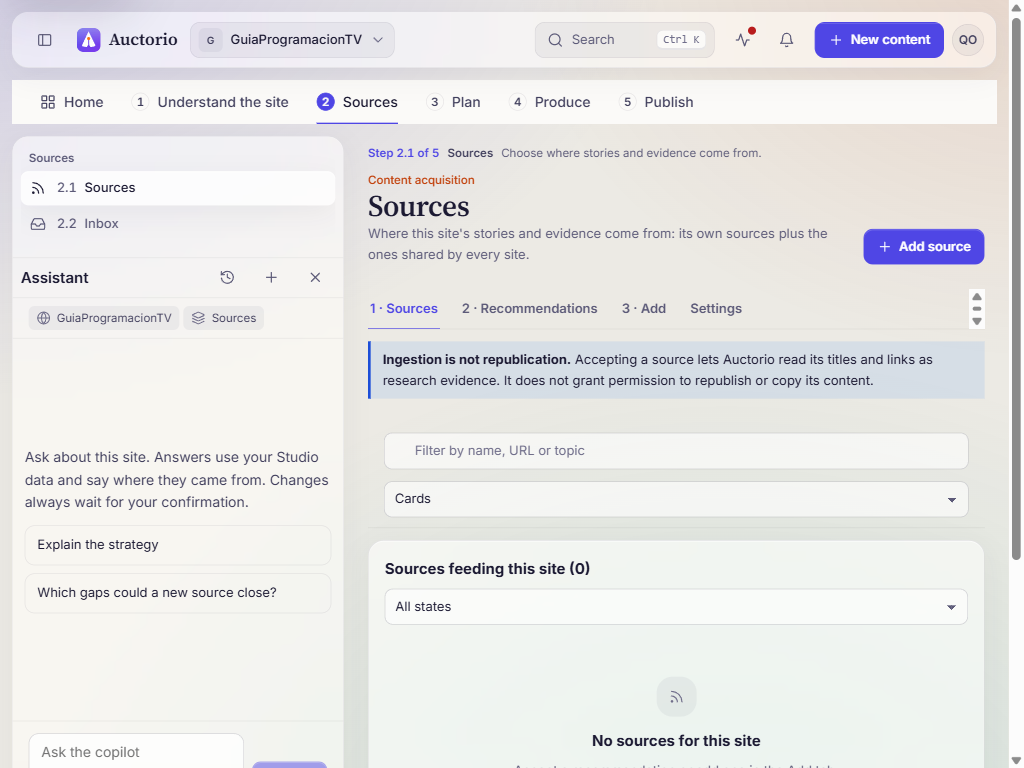 Auctorio
G GuiaProgramacionTV
Search Ctrl K
New content
QO
Home
1 Understand the site
2 Sources
3 Plan
4 Produce
5 Publish
Sources
2.1 Sources
2.2 Inbox
Assistant
GuiaProgramacionTV
Sources
Ask about this site. Answers use your Studio
data and say where they came from. Changes
always wait for your confirmation.
Explain the strategy
Which gaps could a new source close?
Ask the copilot
Step 2.1 of 5 Sources Choose where stories and evidence come from.
Content acquisition
Sources
Where this site's stories and evidence come from: its own sources plus the
ones shared by every site.
Add source
1 · Sources
2 · Recommendations
3 · Add
Settings
Ingestion is not republication. Accepting a source lets Auctorio read its titles and links as
research evidence. It does not grant permission to republish or copy its content.
Filter by name, URL or topic
Cards
Sources feeding this site (0)
All states
No sources for this site